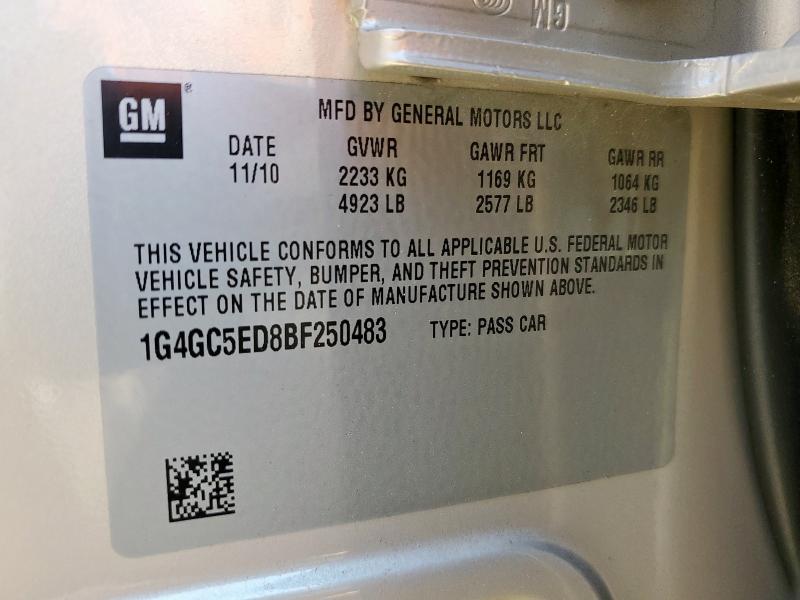 GM
GM®
MFD BY GENERAL MOTORS LLC
DATE GVWR GAWR FRT GAWR RR
11/10 2233 KG 1169 KG 1064 KG
4923 LB 2577 LB 2346 LB
THIS VEHICLE CONFORMS TO ALL APPLICABLE U.S. FEDERAL MOTOR
VEHICLE SAFETY, BUMPER, AND THEFT PREVENTION STANDARDS IN
EFFECT ON THE DATE OF MANUFACTURE SHOWN ABOVE.
1G4GC5ED8BF250483 TYPE: PASS CAR